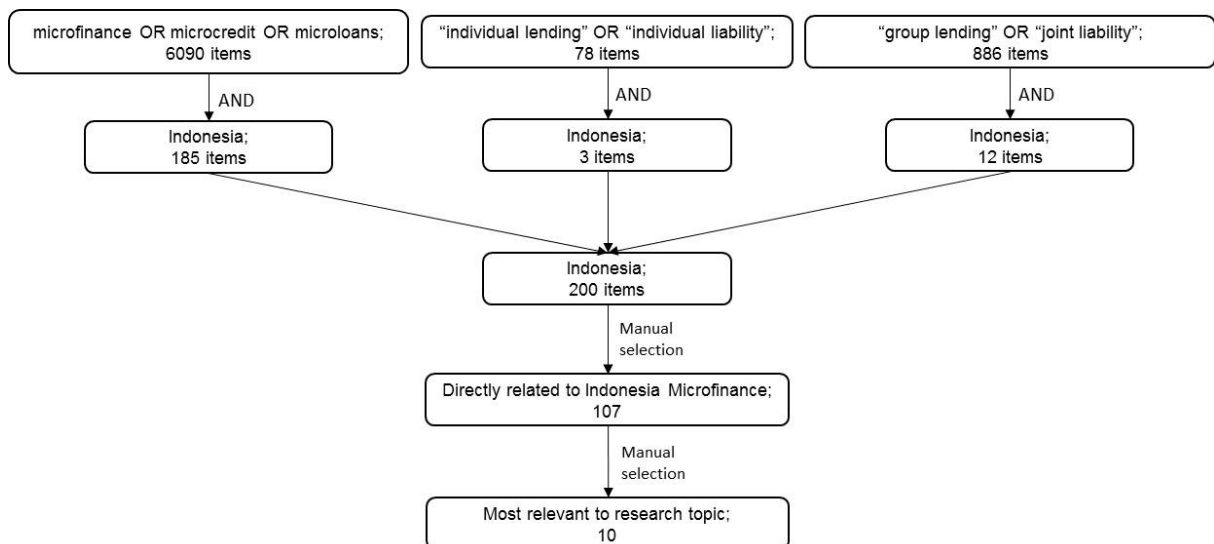 microfinance OR microcredit OR microloans;
6090 items
“individual lending” OR “individual liability”;
78 items
“group lending” OR “joint liability”;
886 items
AND
AND
AND
Indonesia;
185 items
Indonesia;
3 items
Indonesia;
12 items
Indonesia;
200 items
Manual
selection
Directly related to Indonesia Microfinance;
107
Manual
selection
Most relevant to research topic;
10